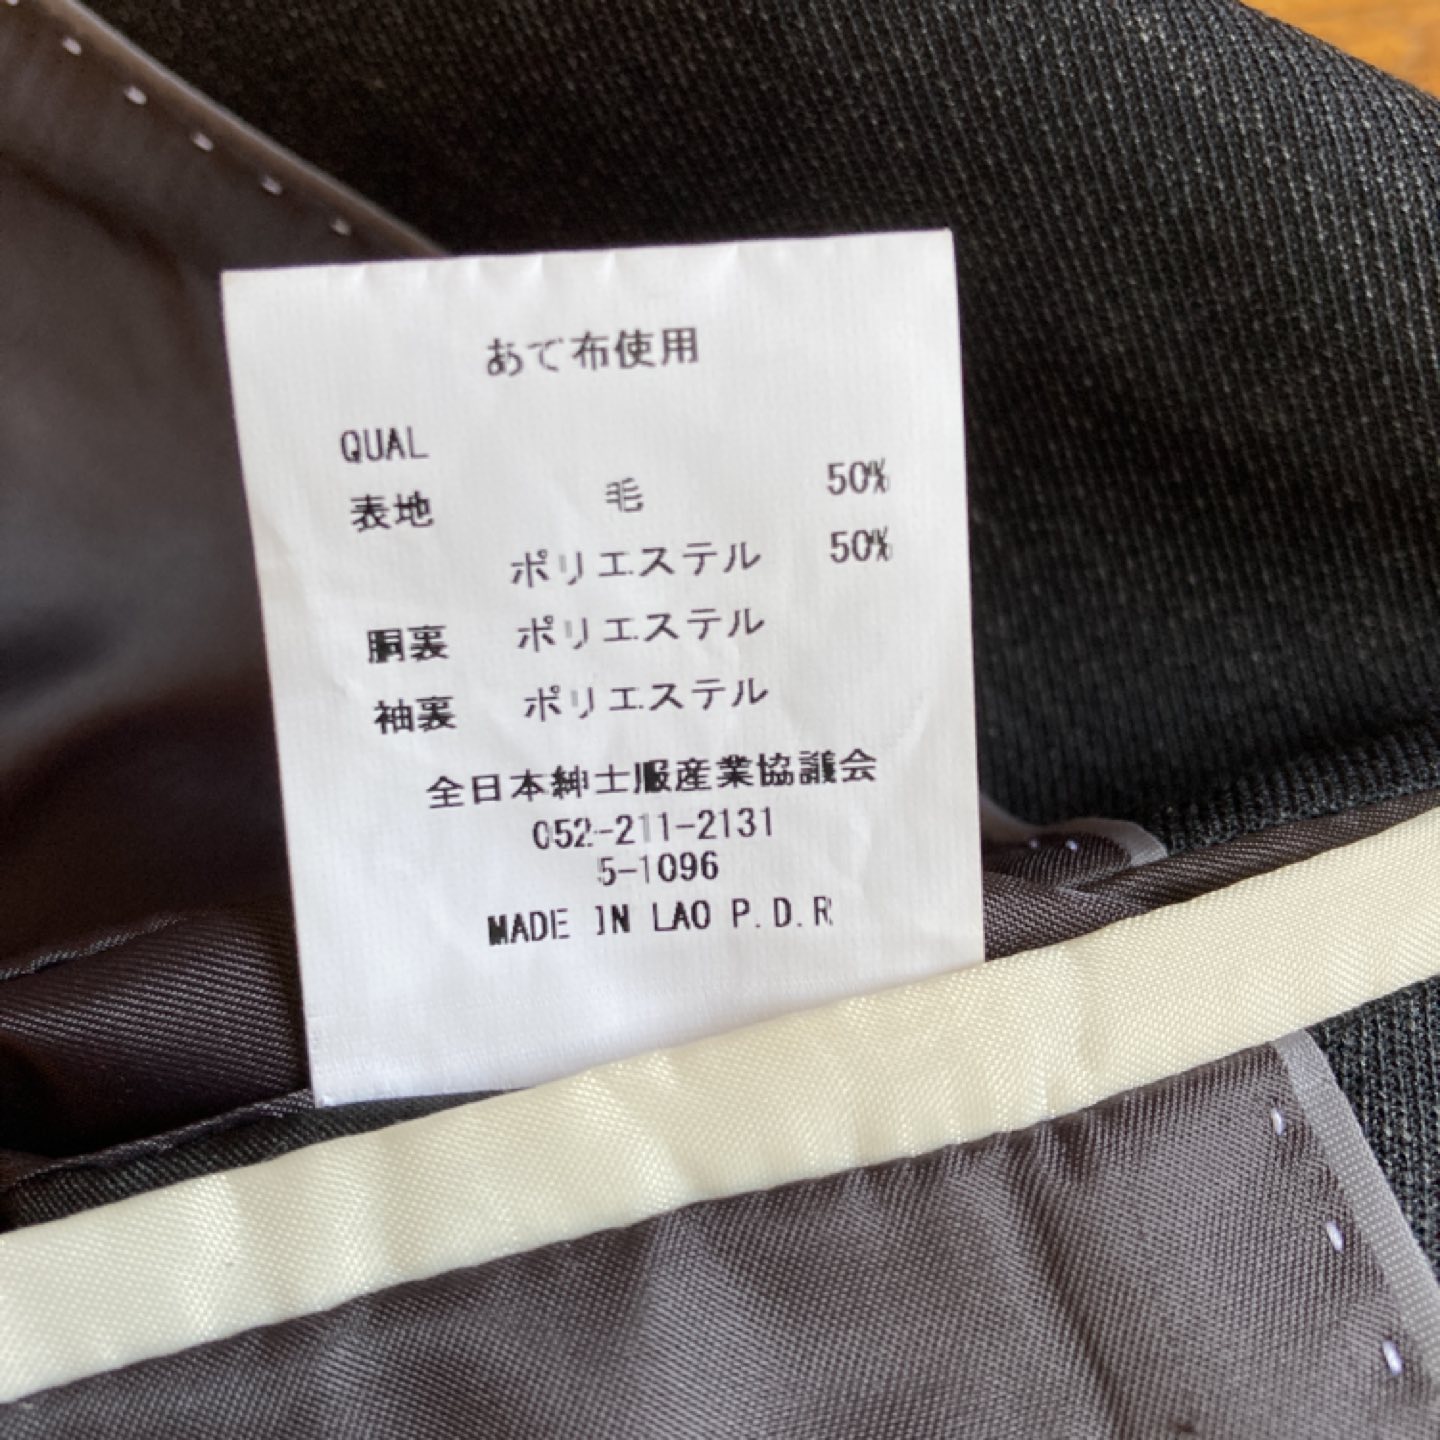 あて布使用
QUAL
表地 毛 50%
ポリエステル 50%
胴裏 ポリエステル
袖裏 ポリエステル
全日本紳士服産業協議会
052-211-2131
5-1096
MADE IN LAO P.D.R